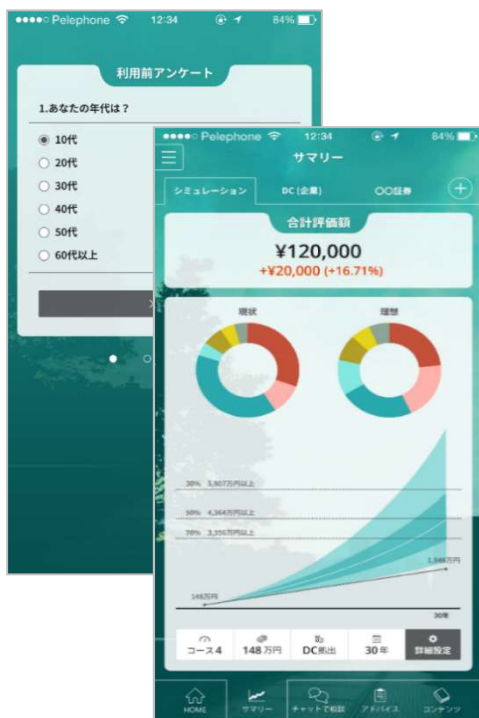 Pelephone 12:34 84%
利用前アンケート
1.あなたの年代は？
10代
20代
30代
40代
50代
60代以上
Pelephone 12:34 84%
サマリー
シミュレーション DC(企業) 〇〇証券
合計評価額
¥120,000
+¥20,000 (+16.71%)
現状 理想
30% 5,907万円以上
50% 4,364万円以上
70% 3,356万円以上
1,948万円
148万円
30年
コース4 148万円 DC拠出 30年 詳細設定
HOME サマリー チャットで相談 アドバイス コンテンツ